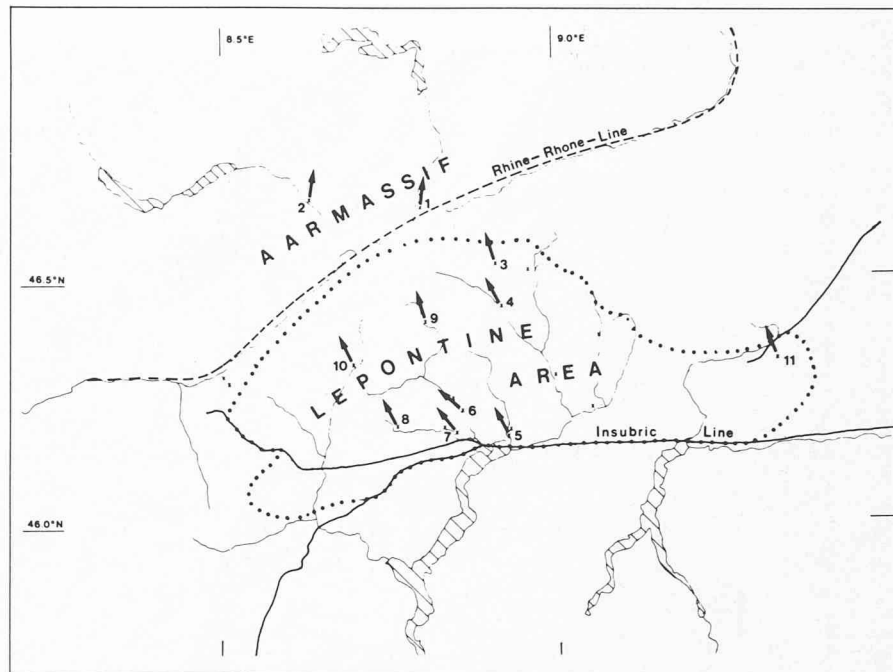 8.5°E
9.0°E
Rhine-Rhone-Line
AARMASSIF
2
1
3
46.5°N
4
9
LEPONTINE
10
11
AREA
6
8
7
5
Insubric Line
46.0°N